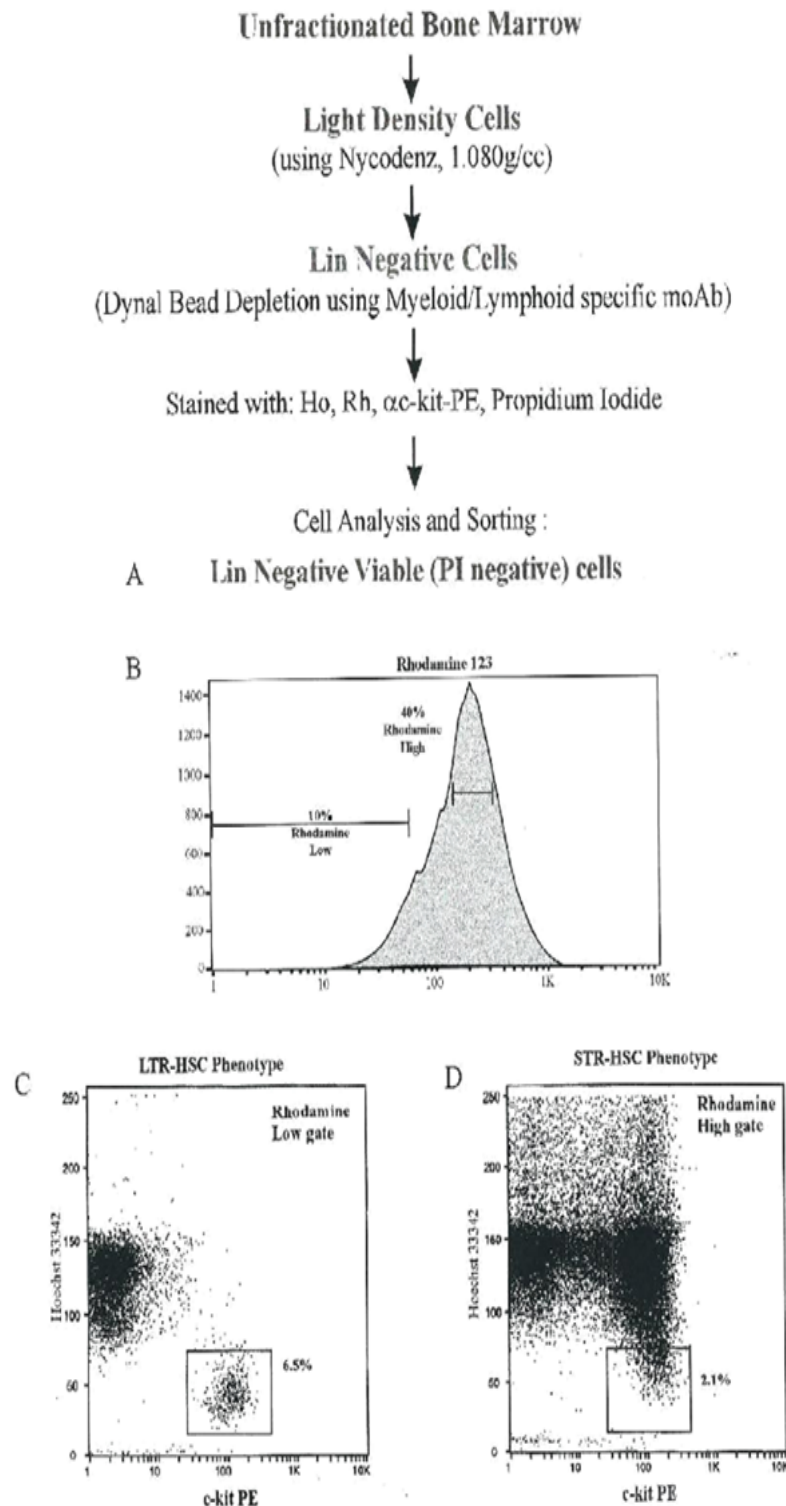 Unfractionated Bone Marrow
Light Density Cells
(using Nycodenz, 1.080g/cc)
Lin Negative Cells
(Dynal Bead Depletion using Myeloid/Lymphoid specific moAb)
Stained with: Ho, Rh, αc-kit-PE, Propidium Iodide
Cell Analysis and Sorting :
A Lin Negative Viable (PI negative) cells
B
Rhodamine 123
1400
1200
1000
800
600
400
200
0
40%
Rhodamine
High
10%
Rhodamine
Low
1 10 100 1K 10K
C
LTR-HSC Phenotype
Rhodamine
Low gate
Hoechst 33342
250
200
150
100
50
0
6.5%
1 10 100 1K 10K
c-kit PE
D
STR-HSC Phenotype
Rhodamine
High gate
Hoechst 33342
250
200
160
100
50
0
2.1%
1 10 100 1K 10K
c-kit PE